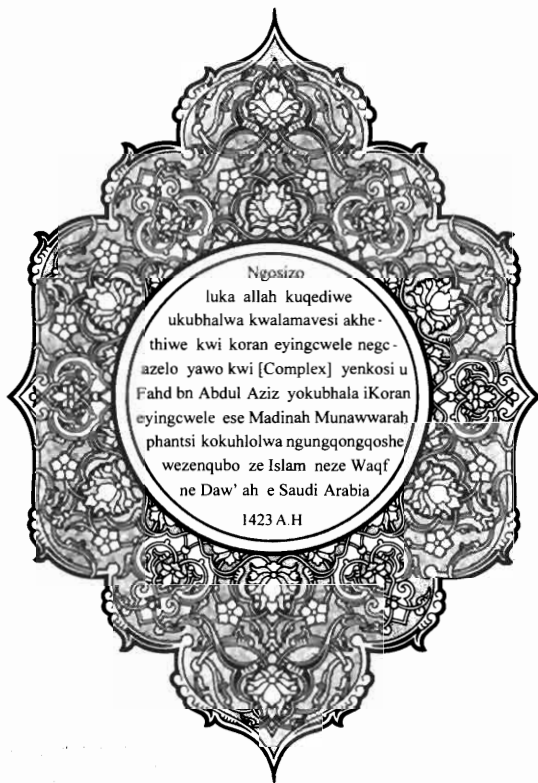 Ngosizo
luka allah kuqediwe
ukubhalwa kwalamavesi akhe-
thiwe kwi koran eyingcwele negc-
azelo yawo kwi [Complex] yenkosi u
Fahd bn Abdul Aziz yokubhala iKoran
eyingcwele ese Madinah Munawwarah
phantsi kokuhlolwa ngungqongqoshe
wezenqubo ze Islam neze Waqf
ne Daw' ah e Saudi Arabia
1423 A.H